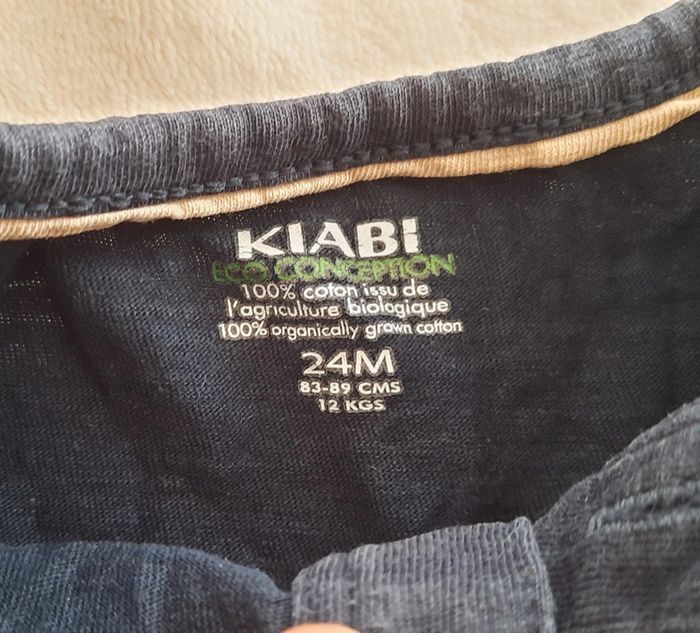 KIABI
ECO CONCEPTION
100% coton issu de
l'agriculture biologique
100% organically grown cotton
24M
83-89 CMS
12 KGS